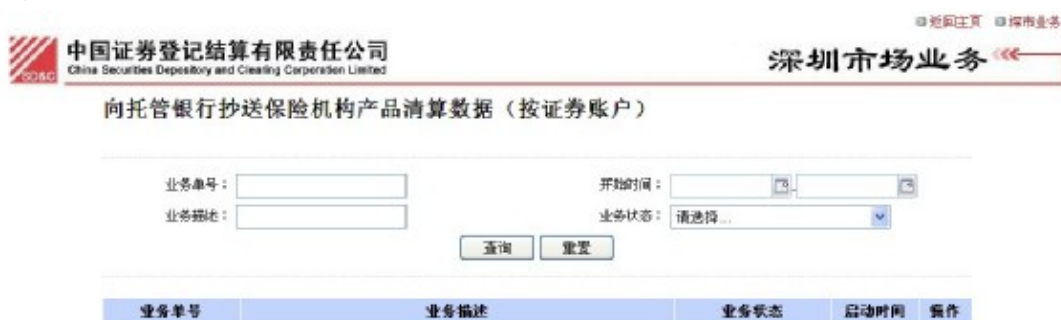 返回主页 深市业务
中国证券登记结算有限责任公司
China Securities Depository and Clearing Corporation Limited
深圳市场业务
向托管银行抄送保险机构产品清算数据（按证券账户）
业务单号： 开始时间： -
业务描述： 业务状态： 请选择...
查询 重置
业务单号 业务描述 业务状态 启动时间 操作